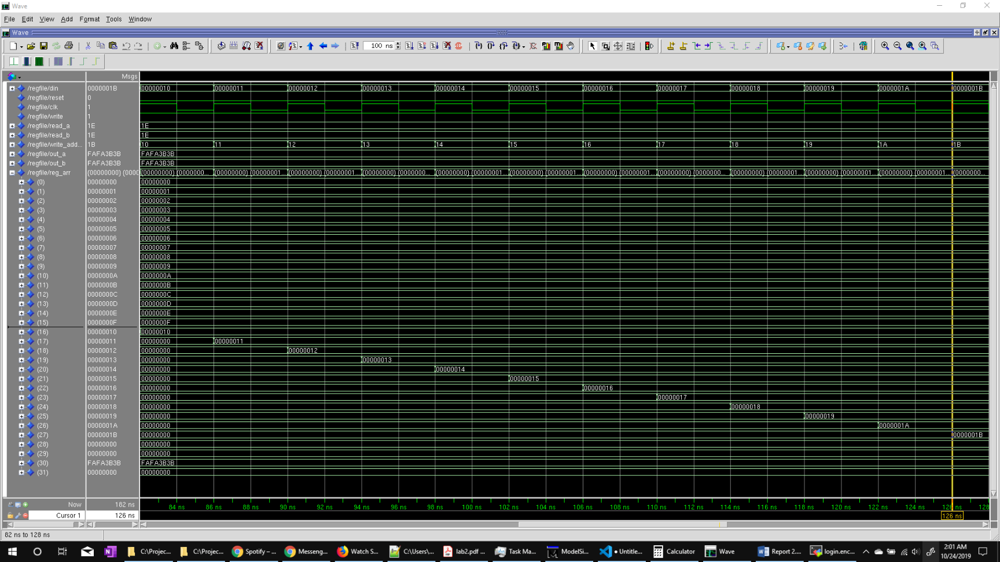 Wave
File Edit View Add Format Tools Window
Wave
100 ns
Msgs
/regfile/din 0000001B 00000010 00000011 00000012 00000013 00000014 00000015 00000016 00000017 00000018 00000019 0000001A 0000001B
/regfile/reset 0
/regfile/clk 1
/regfile/write 1
/regfile/read_a 1E 1E
/regfile/read_b 1E 1E
/regfile/write_add... 1B 10 11 12 13 14 15 16 17 18 19 1A 1B
/regfile/out_a FAFA3B3B FAFA3B3B
/regfile/out_b FAFA3B3B FAFA3B3B
/regfile/reg_arr {00000000} {0000 {00000000} {0000000... {00000000} {0000001... {00000000} {0000001... {00000000} {000000... {00000000} {0000001... {00000000} {0000001... {00000000} {0000001... {00000000} {000000... {00000000} {0000001... {00000000} {0000001... {00000000} {0000001... {0000000...
(0) 00000000 00000000
(1) 00000001 00000001
(2) 00000002 00000002
(3) 00000003 00000003
(4) 00000004 00000004
(5) 00000005 00000005
(6) 00000006 00000006
(7) 00000007 00000007
(8) 00000008 00000008
(9) 00000009 00000009
(10) 0000000A 0000000A
(11) 0000000B 0000000B
(12) 0000000C 0000000C
(13) 0000000D 0000000D
(14) 0000000E 0000000E
(15) 0000000F 0000000F
(16) 00000010 00000010
(17) 00000011 00000000 00000011
(18) 00000012 00000000 00000012
(19) 00000013 00000000 00000013
(20) 00000014 00000000 00000014
(21) 00000015 00000000 00000015
(22) 00000016 00000000 00000016
(23) 00000017 00000000 00000017
(24) 00000018 00000000 00000018
(25) 00000019 00000000 00000019
(26) 0000001A 00000000 0000001A
(27) 0000001B 00000000 0000001B
(28) 00000000 00000000
(29) 00000000 00000000
(30) FAFA3B3B FAFA3B3B
(31) 00000000 00000000
Now 182 ns 84 ns 86 ns 88 ns 90 ns 92 ns 94 ns 96 ns 98 ns 100 ns 102 ns 104 ns 106 ns 108 ns 110 ns 112 ns 114 ns 116 ns 118 ns 120 ns 122 ns 124 ns 126 ns 128
Cursor 1 126 ns 126 ns
82 ns to 128 ns
C:\Projec... C:\Projec... Spotify – ... Messeng... Watch S... C:\Users\... lab2.pdf ... Task Ma... ModelSi... • Untitle... Calculator Wave Report 2.... login.enc...
2:01 AM
10/24/2019